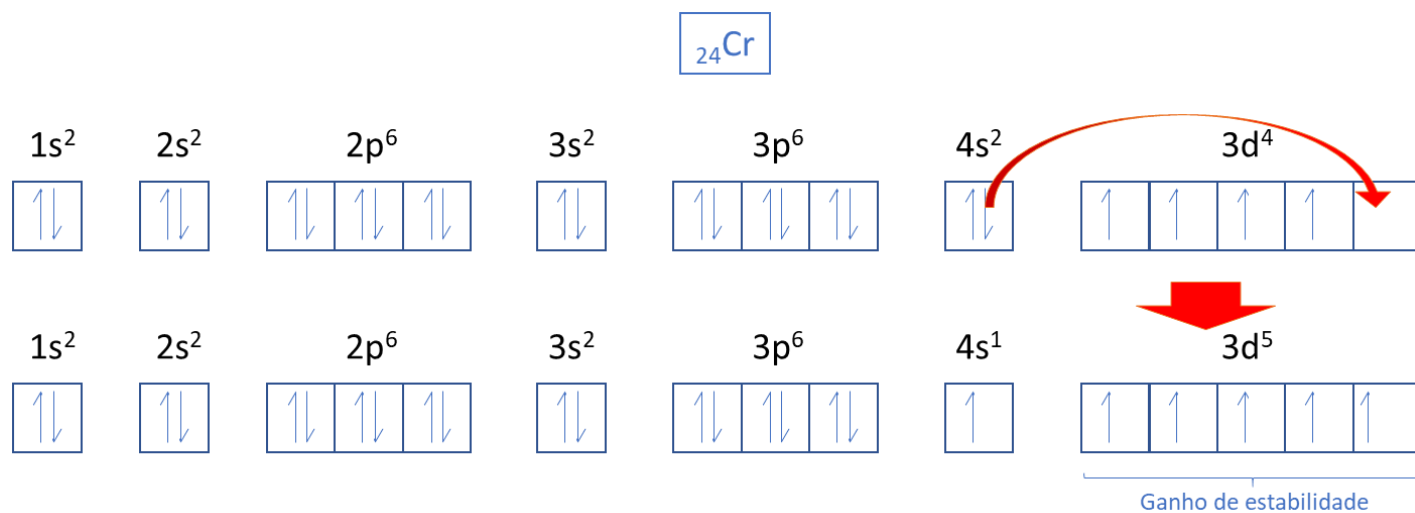 ₂₄Cr
1s² 2s² 2p⁶ 3s² 3p⁶ 4s² 3d⁴
1s² 2s² 2p⁶ 3s² 3p⁶ 4s¹ 3d⁵
Ganho de estabilidade